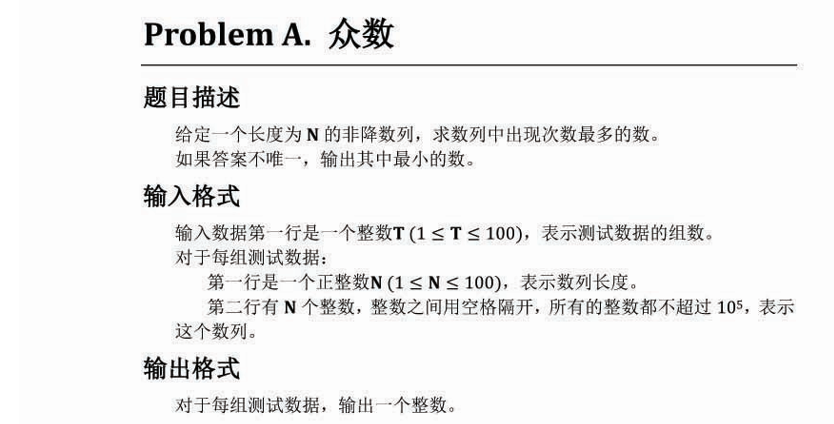 Problem A. 众数
题目描述
给定一个长度为 N 的非降数列，求数列中出现次数最多的数。
如果答案不唯一，输出其中最小的数。
输入格式
输入数据第一行是一个整数T (1 ≤ T ≤ 100)，表示测试数据的组数。
对于每组测试数据：
第一行是一个正整数N (1 ≤ N ≤ 100)，表示数列长度。
第二行有 N 个整数，整数之间用空格隔开，所有的整数都不超过 10⁵，表示
这个数列。
输出格式
对于每组测试数据，输出一个整数。